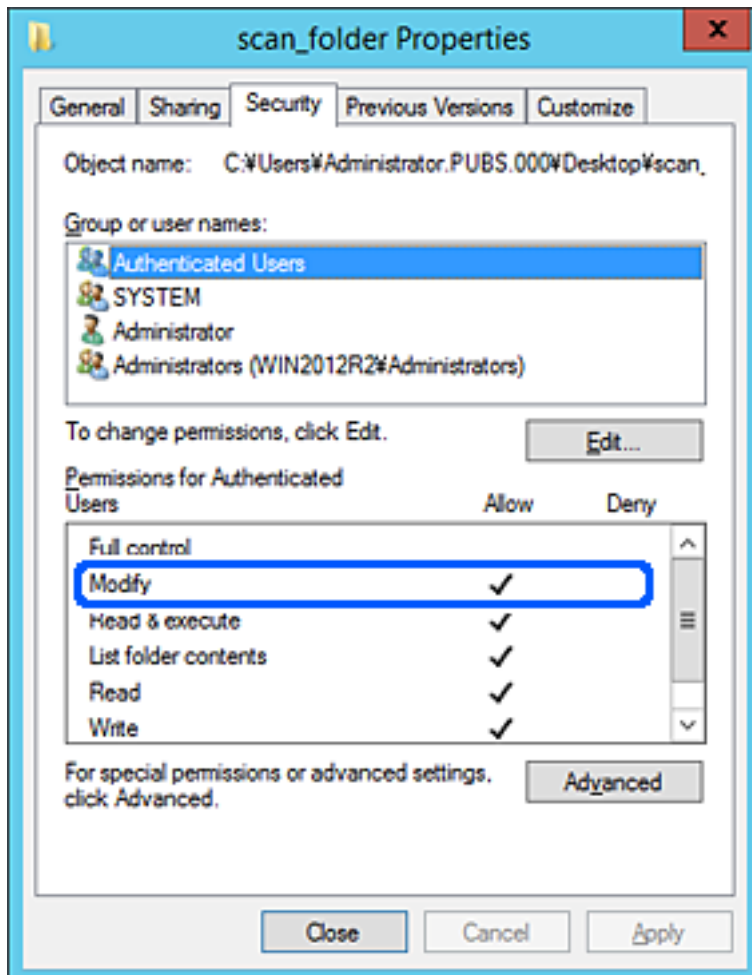 scan_folder Properties
x
General Sharing Security Previous Versions Customize
Object name: C:¥Users¥Administrator.PUBS.000¥Desktop¥scan_
Group or user names:
Authenticated Users
SYSTEM
Administrator
Administrators (WIN2012R2¥Administrators)
To change permissions, click Edit. Edit...
Permissions for Authenticated
Users Allow Deny
Full control
Modify ✓
Read & execute ✓
List folder contents ✓
Read ✓
Write ✓
For special permissions or advanced settings,
click Advanced. Advanced
Close Cancel Apply